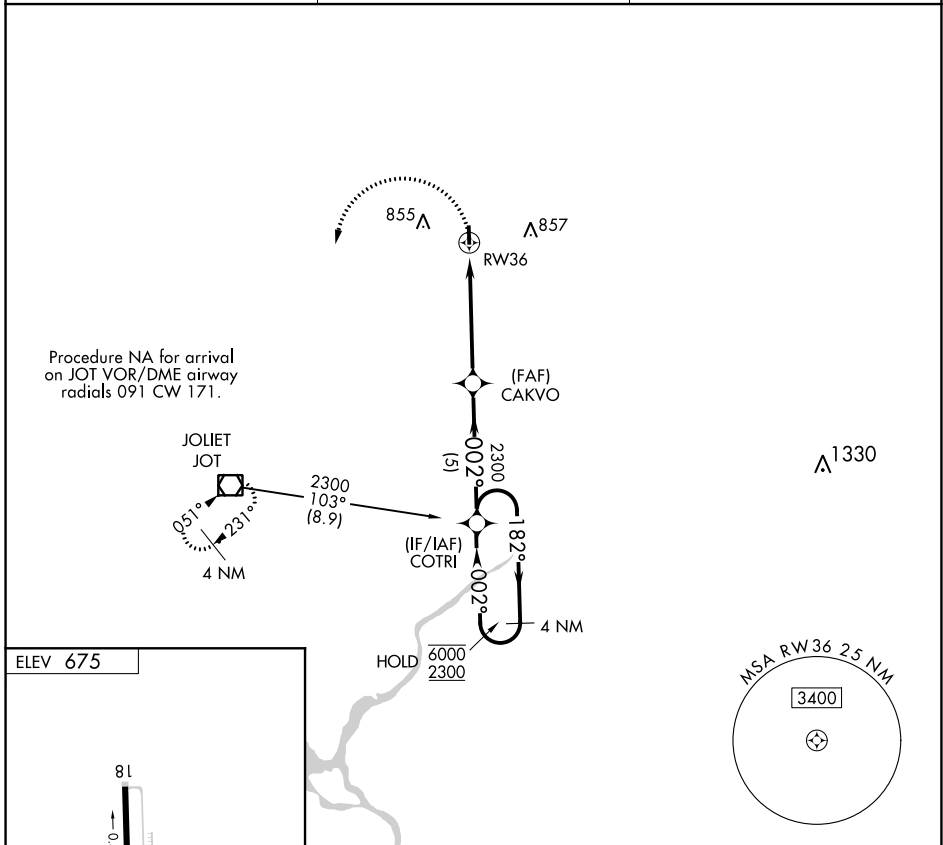 855
857
RW36
Procedure NA for arrival
on JOT VOR/DME airway
radials 091 CW 171.
(FAF)
CAKVO
JOLIET
JOT
002°
(5)
2300
1330
2300
103°
(8.9)
051°
231°
4 NM
(IF/IAF)
COTRI
182°
002°
4 NM
HOLD
6000
2300
MSA RW36 25 NM
3400
ELEV 675
18
0.